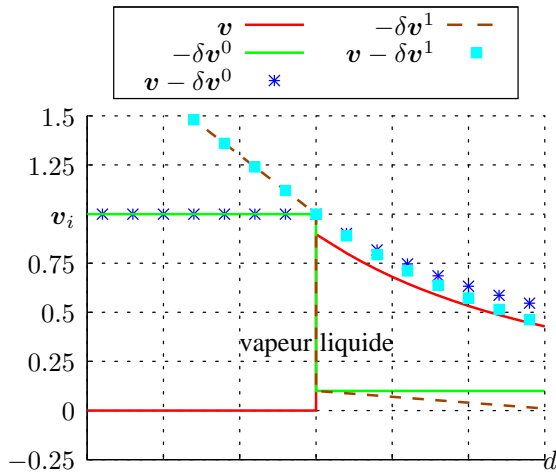 v
−δv⁰
v − δv⁰
−δv¹
v − δv¹
1.5
1.25
vᵢ
0.75
0.5
0.25
0
−0.25
vapeur liquide
d